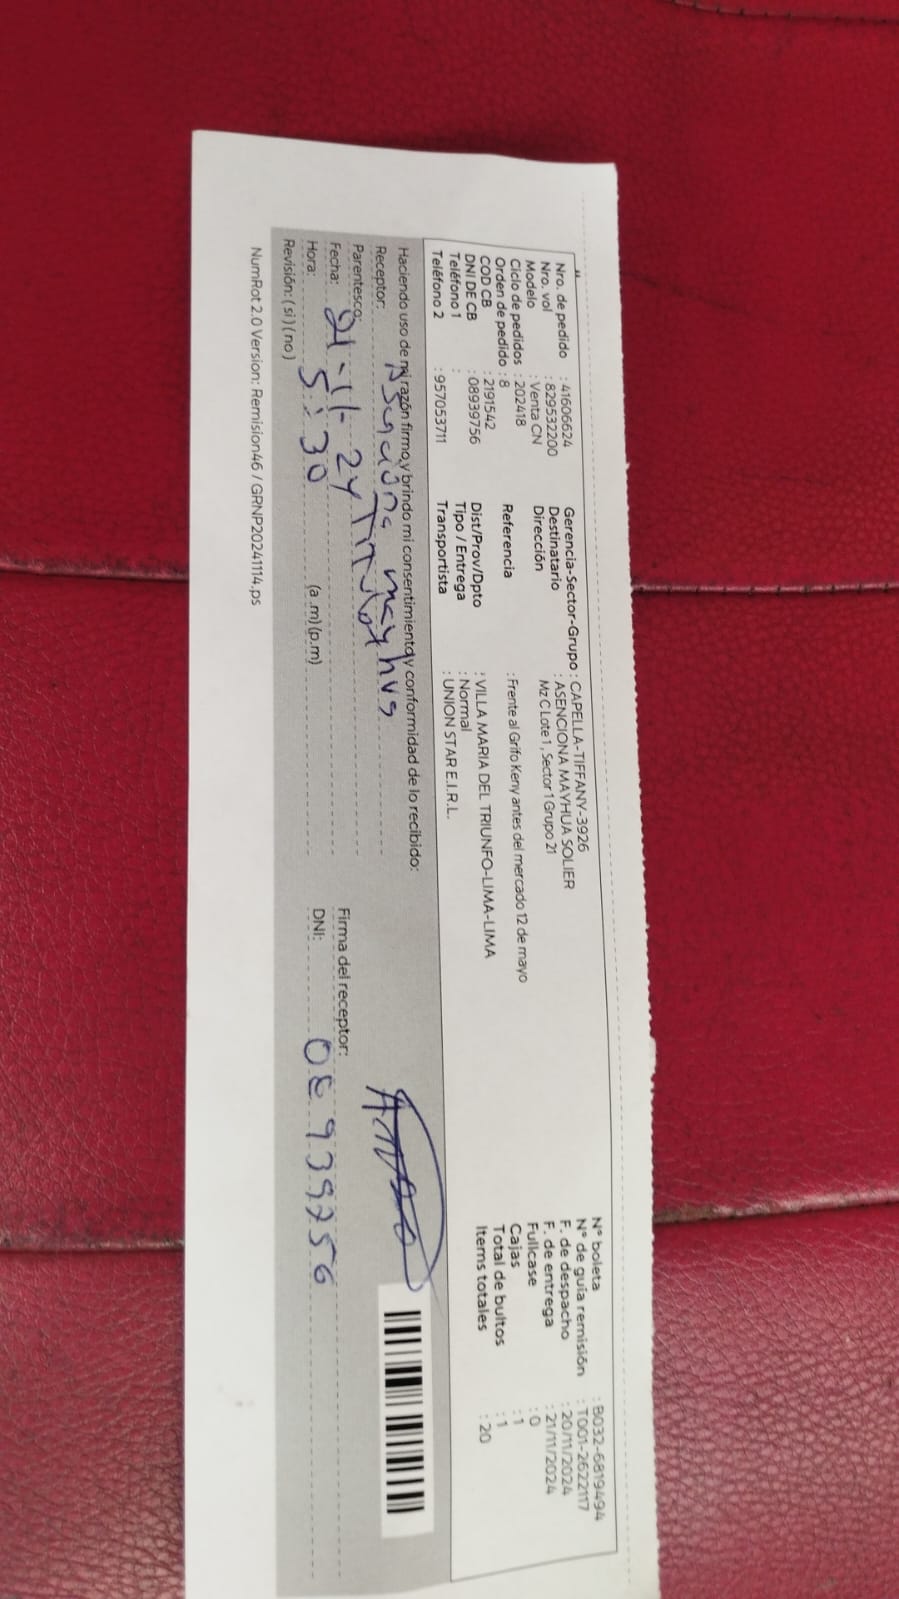 Nro. de pedido : 41606624
Nro. vol : 829532200
Modelo : Venta CN
Ciclo de pedidos : 202418
Orden de pedido : 8
COD CB : 2191542
DNI DE CB : 08939756
Teléfono 1 :
Teléfono 2 : 957053711
Gerencia-Sector-Grupo : CAPELLA-TIFFANY-3926
Destinatario : ASENCIONA MAYHUA SOLIER
Dirección Mz C Lote 1, Sector 1 Grupo 21
Referencia : Frente al Grifo Keny antes del mercado 12 de mayo
Dist/Prov/Dpto : VILLA MARIA DEL TRIUNFO-LIMA-LIMA
Tipo / Entrega : Normal
Transportista : UNION STAR E.I.R.L.
N° boleta : B032-6819494
N° de guía remisión : T001-2622117
F. de despacho : 20/11/2024
F. de entrega : 21/11/2024
Fullcase : 0
Cajas : 1
Total de bultos : 1
Items totales : 20
Haciendo uso de mi razón firmo y brindo mi consentimiento y conformidad de lo recibido:
Receptor: mayhua
Parentesco: Titular
Fecha: 21-11-24
Hora: 5:30 (a.m) (p.m)
Revisión: (si) (no)
Firma del receptor:
DNI: 08939756
NumRot 2.0 Version: Remision46 / GRNP20241114.ps